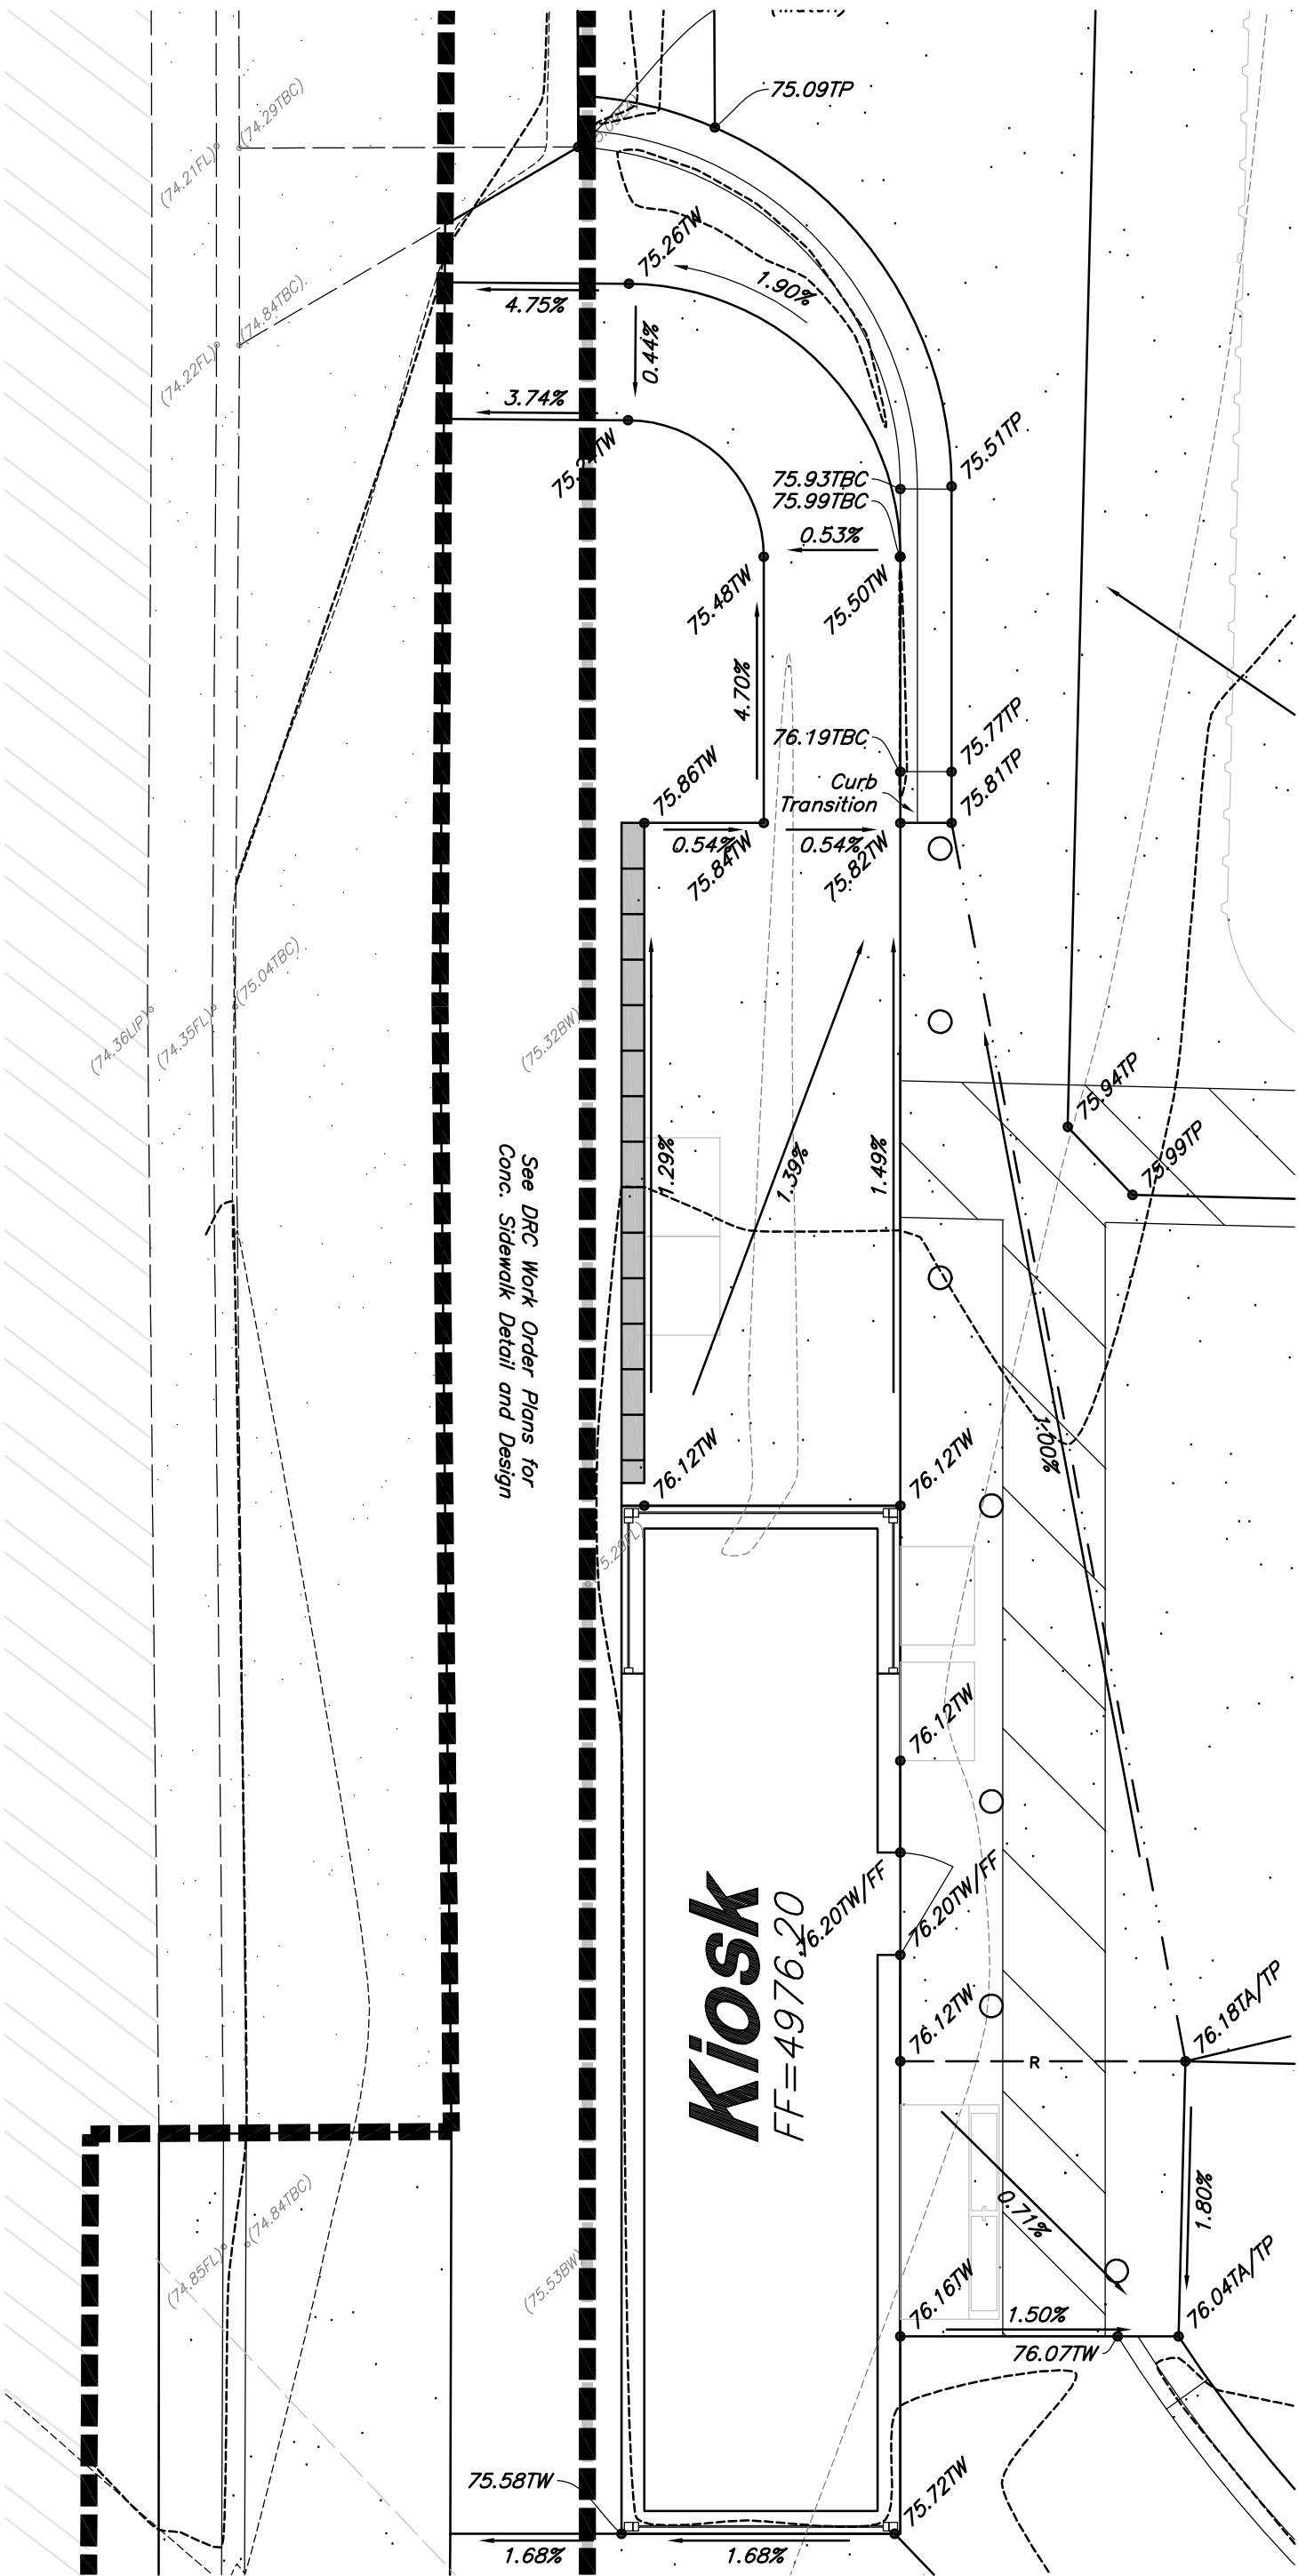 75.09TP
(74.29TBC)
(74.21FL)
75.26TW
1.90%
(74.84TBC)
4.75%
(74.22FL)
0.44%
3.74%
75.51TP
75.93TBC
75.99TBC
0.53%
75.48TW
75.50TW
4.70%
76.19TBC
75.77TP
Curb
Transition
75.86TW
75.81TP
0.54%
0.54%
75.84TW
75.82TW
(75.04TBC)
(74.36LIP)
(74.35FL)
(75.32BW)
75.94TP
75.99TP
1.29%
1.39%
1.49%
See DRC Work Order Plans for
Conc. Sidewalk Detail and Design
76.12TW
76.12TW
1.00%
76.12TW
76.20TW/FF
76.20TW/FF
Kiosk
FF=4976.20
76.12TW
76.18TA/TP
R
0.71%
1.80%
(74.84TBC)
(74.85FL)
(75.53BW)
76.16TW
76.04TA/TP
1.50%
76.07TW
75.58TW
75.72TW
1.68%
1.68%